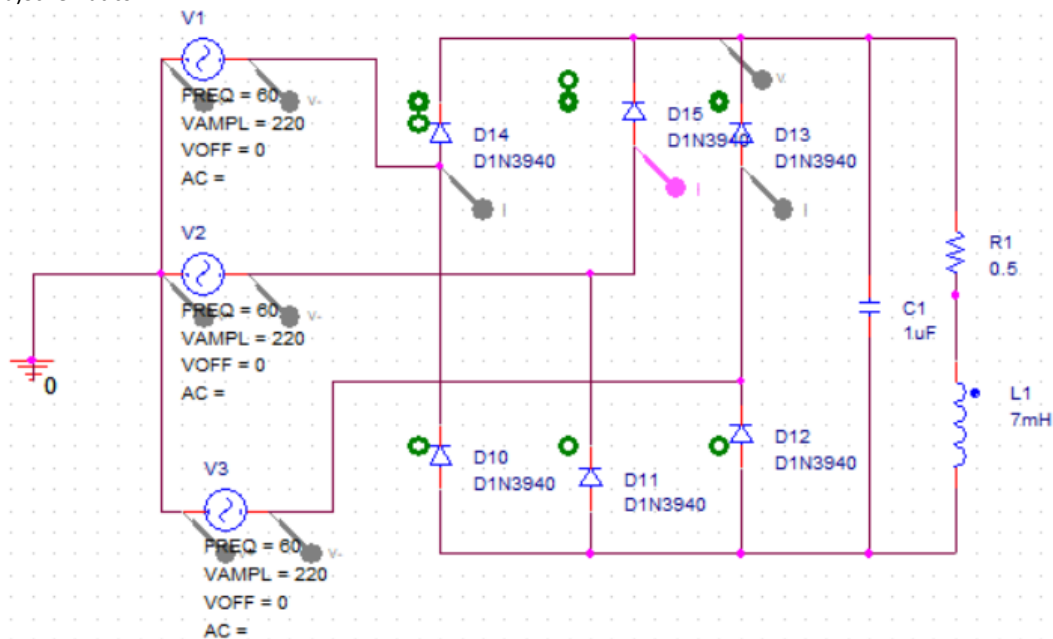 V1
FREQ = 60
VAMPL = 220
VOFF = 0
AC =
D14
D1N3940
D15
D1N3940
D13
D1N3940
V
I
I
I
V2
FREQ = 60
VAMPL = 220
VOFF = 0
AC =
0
R1
0.5
C1
1uF
L1
7mH
V3
FREQ = 60
VAMPL = 220
VOFF = 0
AC =
D10
D1N3940
D11
D1N3940
D12
D1N3940